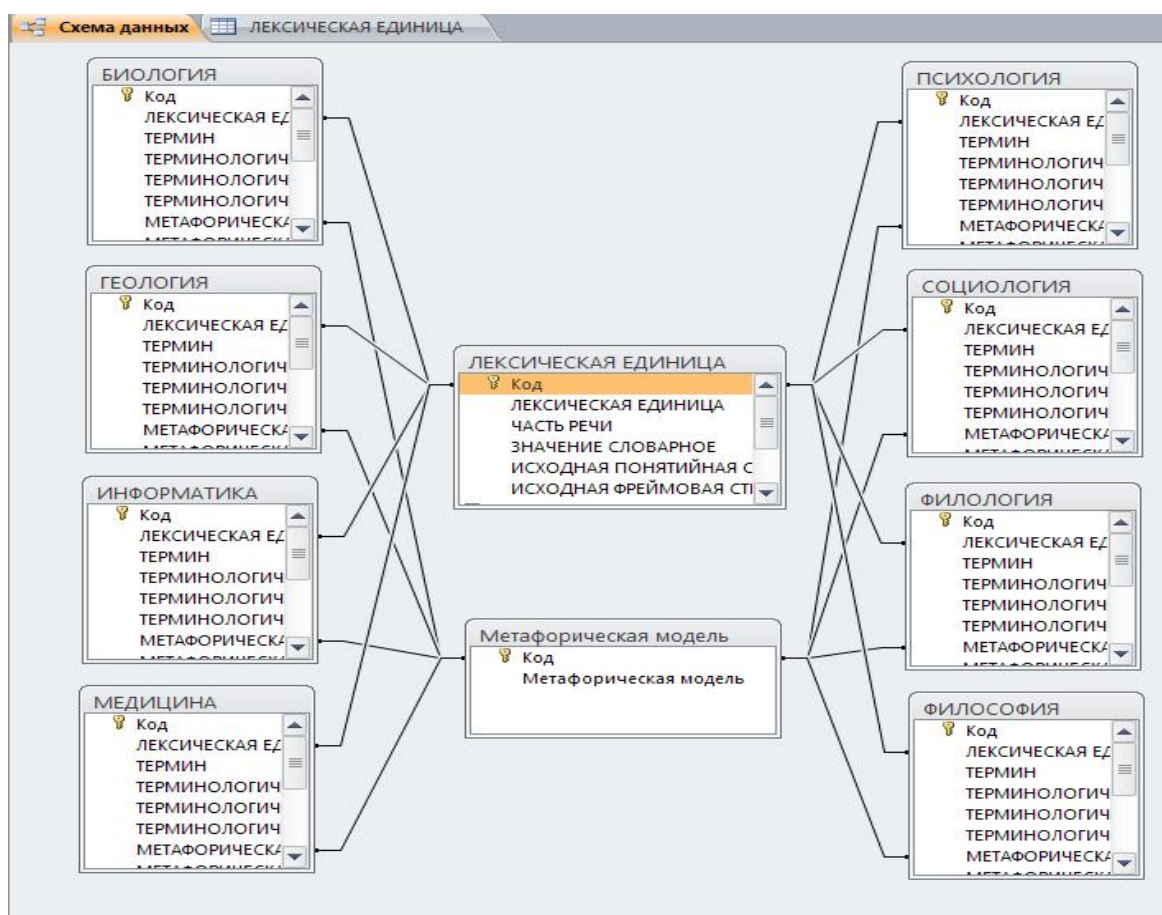 Схема данных
ЛЕКСИЧЕСКАЯ ЕДИНИЦА
БИОЛОГИЯ
Код
ЛЕКСИЧЕСКАЯ ЕД
ТЕРМИН
ТЕРМИНОЛОГИЧ
ТЕРМИНОЛОГИЧ
ТЕРМИНОЛОГИЧ
МЕТАФОРИЧЕСКА
ГЕОЛОГИЯ
Код
ЛЕКСИЧЕСКАЯ ЕД
ТЕРМИН
ТЕРМИНОЛОГИЧ
ТЕРМИНОЛОГИЧ
ТЕРМИНОЛОГИЧ
МЕТАФОРИЧЕСКА
ИНФОРМАТИКА
Код
ЛЕКСИЧЕСКАЯ ЕД
ТЕРМИН
ТЕРМИНОЛОГИЧ
ТЕРМИНОЛОГИЧ
ТЕРМИНОЛОГИЧ
МЕТАФОРИЧЕСКА
МЕДИЦИНА
Код
ЛЕКСИЧЕСКАЯ ЕД
ТЕРМИН
ТЕРМИНОЛОГИЧ
ТЕРМИНОЛОГИЧ
ТЕРМИНОЛОГИЧ
МЕТАФОРИЧЕСКА
ЛЕКСИЧЕСКАЯ ЕДИНИЦА
Код
ЛЕКСИЧЕСКАЯ ЕДИНИЦА
ЧАСТЬ РЕЧИ
ЗНАЧЕНИЕ СЛОВАРНОЕ
ИСХОДНАЯ ПОНЯТИЙНАЯ С
ИСХОДНАЯ ФРЕЙМОВАЯ СТ
Метафорическая модель
Код
Метафорическая модель
ПСИХОЛОГИЯ
Код
ЛЕКСИЧЕСКАЯ ЕД
ТЕРМИН
ТЕРМИНОЛОГИЧ
ТЕРМИНОЛОГИЧ
ТЕРМИНОЛОГИЧ
МЕТАФОРИЧЕСКА
СОЦИОЛОГИЯ
Код
ЛЕКСИЧЕСКАЯ ЕД
ТЕРМИН
ТЕРМИНОЛОГИЧ
ТЕРМИНОЛОГИЧ
ТЕРМИНОЛОГИЧ
МЕТАФОРИЧЕСКА
ФИЛОЛОГИЯ
Код
ЛЕКСИЧЕСКАЯ ЕД
ТЕРМИН
ТЕРМИНОЛОГИЧ
ТЕРМИНОЛОГИЧ
ТЕРМИНОЛОГИЧ
МЕТАФОРИЧЕСКА
ФИЛОСОФИЯ
Код
ЛЕКСИЧЕСКАЯ ЕД
ТЕРМИН
ТЕРМИНОЛОГИЧ
ТЕРМИНОЛОГИЧ
ТЕРМИНОЛОГИЧ
МЕТАФОРИЧЕСКА